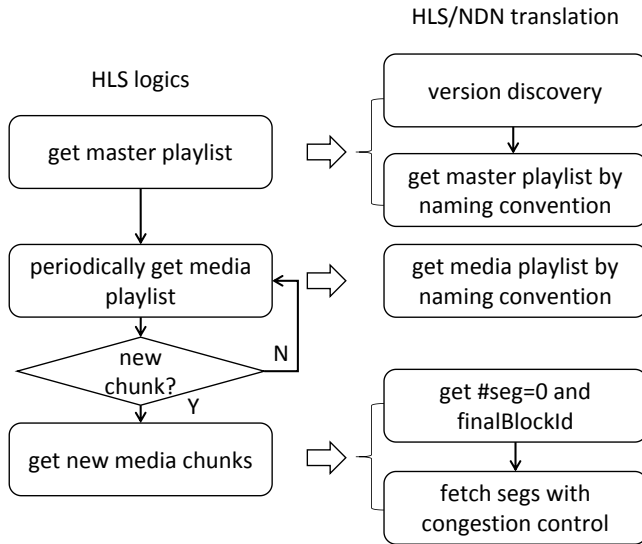 HLS/NDN translation
HLS logics
version discovery
get master playlist
get master playlist by
naming convention
periodically get media
playlist
get media playlist by
naming convention
new
chunk?
N
Y
get #seg=0 and
finalBlockId
get new media chunks
fetch segs with
congestion control